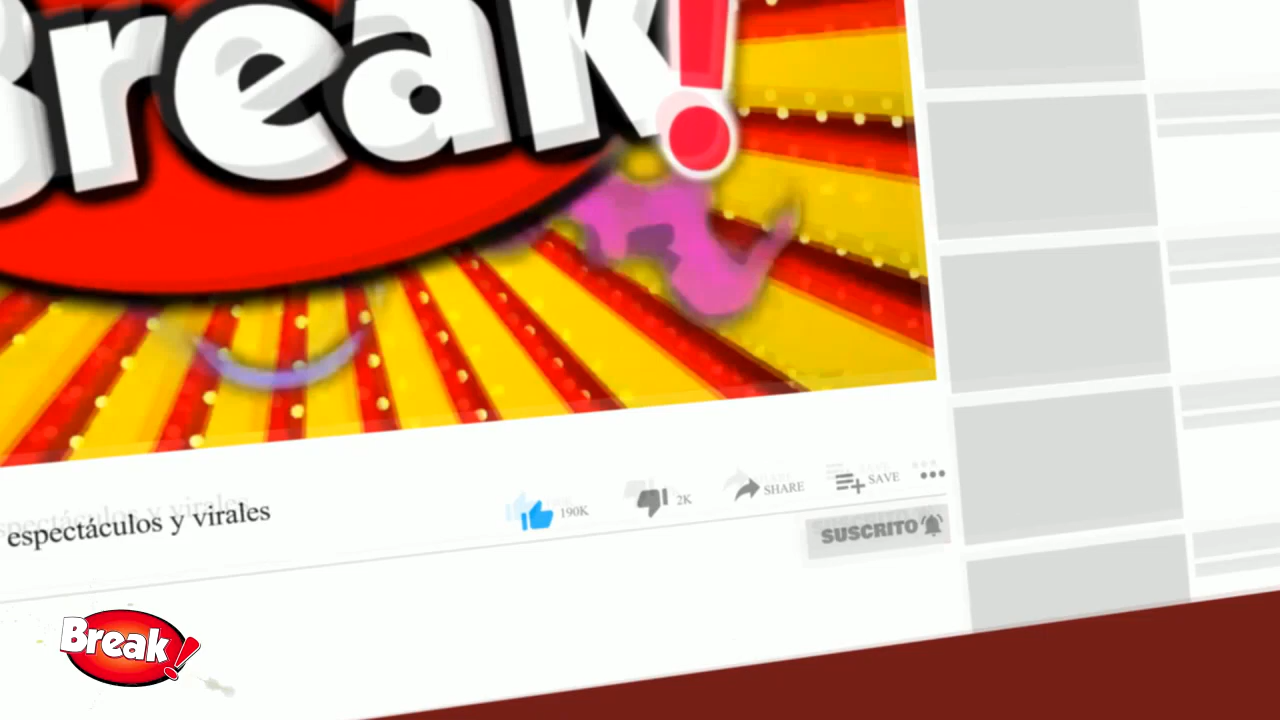 Break!
espectáculos y virales
190K
2K
SHARE
SAVE
SUSCRITO
Break!